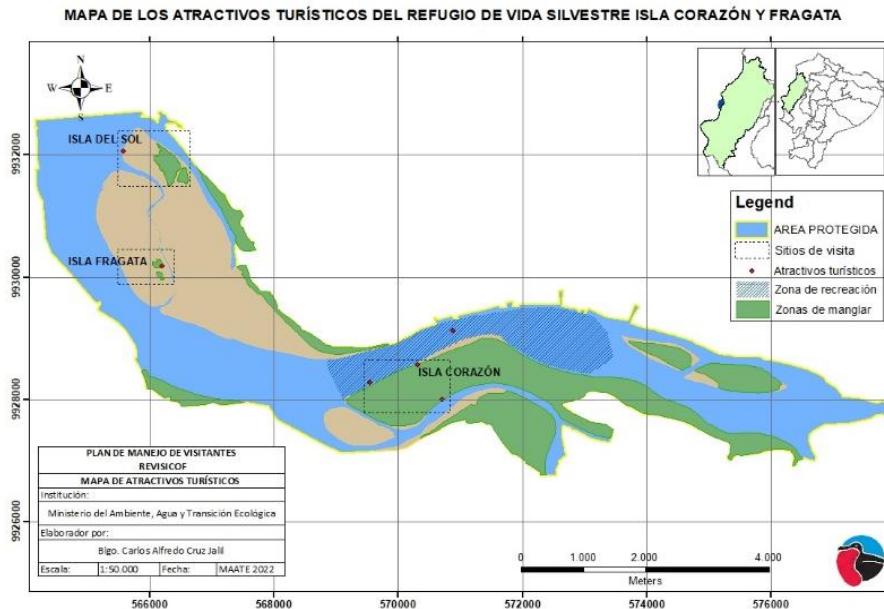 MAPA DE LOS ATRACTIVOS TURÍSTICOS DEL REFUGIO DE VIDA SILVESTRE ISLA CORAZÓN Y FRAGATA
N
W E
S
ISLA DEL SOL
ISLA FRAGATA
ISLA CORAZÓN
Legend
AREA PROTEGIDA
Sitios de visita
Atractivos turísticos
Zona de recreación
Zonas de manglar
9932000
9930000
9928000
9926000
PLAN DE MANEJO DE VISITANTES
REVISICOF
MAPA DE ATRACTIVOS TURÍSTICOS
Institución:
Ministerio del Ambiente, Agua y Transición Ecológica
Elaborador por:
Blgo. Carlos Alfredo Cruz Jalil
Escala: 1:50.000 Fecha: MAATE 2022
0 1.000 2.000 4.000
Meters
566000 568000 570000 572000 574000 576000